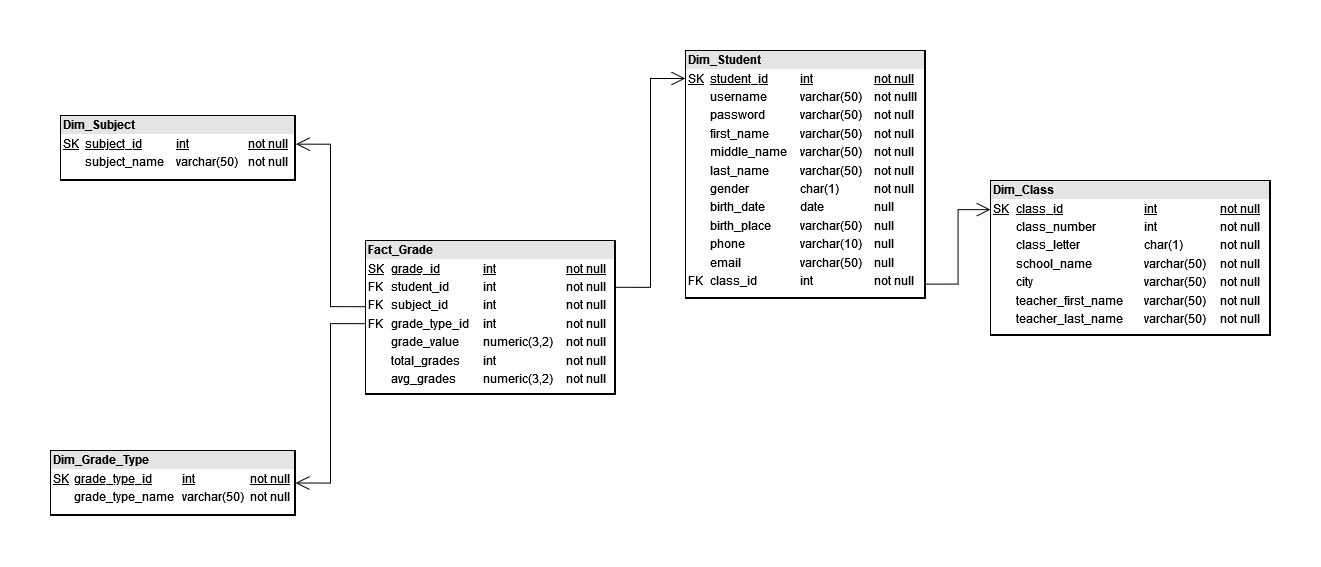 Dim_Student
SK student_id int not null
username varchar(50) not nulll
password varchar(50) not null
first_name varchar(50) not null
middle_name varchar(50) not null
last_name varchar(50) not null
gender char(1) not null
birth_date date null
birth_place varchar(50) null
phone varchar(10) null
email varchar(50) null
FK class_id int not null
Dim_Subject
SK subject_id int not null
subject_name varchar(50) not null
Dim_Class
SK class_id int not null
class_number int not null
class_letter char(1) not null
school_name varchar(50) not null
city varchar(50) not null
teacher_first_name varchar(50) not null
teacher_last_name varchar(50) not null
Fact_Grade
SK grade_id int not null
FK student_id int not null
FK subject_id int not null
FK grade_type_id int not null
grade_value numeric(3,2) not null
total_grades int not null
avg_grades numeric(3,2) not null
Dim_Grade_Type
SK grade_type_id int not null
grade_type_name varchar(50) not null